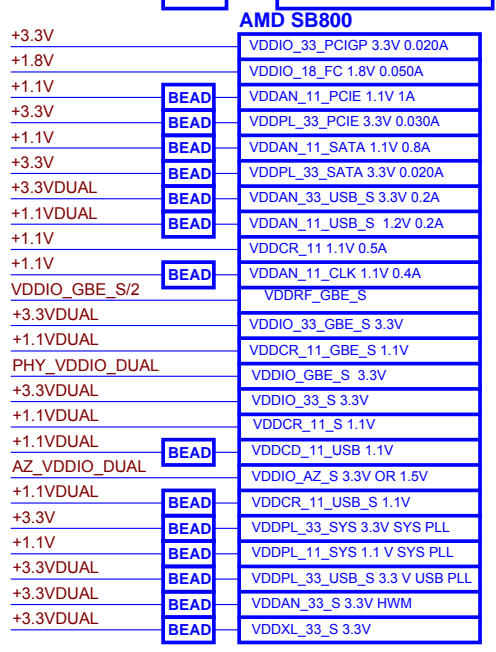 AMD SB800
+3.3V VDDIO_33_PCIGP 3.3V 0.020A
+1.8V VDDIO_18_FC 1.8V 0.050A
+1.1V BEAD VDDAN_11_PCIE 1.1V 1A
+3.3V BEAD VDDPL_33_PCIE 3.3V 0.030A
+1.1V BEAD VDDAN_11_SATA 1.1V 0.8A
+3.3V BEAD VDDPL_33_SATA 3.3V 0.020A
+3.3VDUAL BEAD VDDAN_33_USB_S 3.3V 0.2A
+1.1VDUAL BEAD VDDAN_11_USB_S 1.2V 0.2A
+1.1V VDDCR_11 1.1V 0.5A
+1.1V BEAD VDDAN_11_CLK 1.1V 0.4A
VDDIO_GBE_S/2 VDDRF_GBE_S
+3.3VDUAL VDDIO_33_GBE_S 3.3V
+1.1VDUAL VDDCR_11_GBE_S 1.1V
PHY_VDDIO_DUAL VDDIO_GBE_S 3.3V
+3.3VDUAL VDDIO_33_S 3.3V
+1.1VDUAL VDDCR_11_S 1.1V
+1.1VDUAL BEAD VDDCD_11_USB 1.1V
AZ_VDDIO_DUAL VDDIO_AZ_S 3.3V OR 1.5V
+1.1VDUAL BEAD VDDCR_11_USB_S 1.1V
+3.3V BEAD VDDPL_33_SYS 3.3V SYS PLL
+1.1V BEAD VDDPL_11_SYS 1.1 V SYS PLL
+3.3VDUAL BEAD VDDPL_33_USB_S 3.3 V USB PLL
+3.3VDUAL BEAD VDDAN_33_S 3.3V HWM
+3.3VDUAL BEAD VDDXL_33_S 3.3V